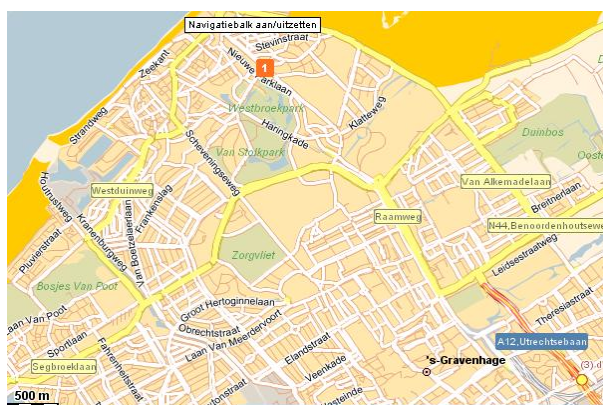 Navigatiebalk aan/uitzetten
Stevinstraat
Zeekant
Nieuwe Parklaan
1
Strandweg
Westbroekpark
Klatteweg
Haringkade
Duinbos
Van Stolkpark
Scheveningseweg
Houtrustweg
Westduinweg
Frankenslag
Van Alkemadelaan
Breitnerlaan
Raamweg
Kranenburgweg
Van Boetzelaerlaan
N44,Benoordenhoutsewe
Pluvierstraat
Zorgvliet
Leidsestraatweg
Bosjes Van Poot
Groot Hertoginnelaan
Theresiastraat
Laan Van Poot
Obrechtstraat
Laan Van Meerdervoort
A12,Utrechtsebaan
Sportlaan
Elandstraat
's-Gravenhage
Segbroeklaan
Fahrenheitstraat
Veenkade
(3).d
500 m